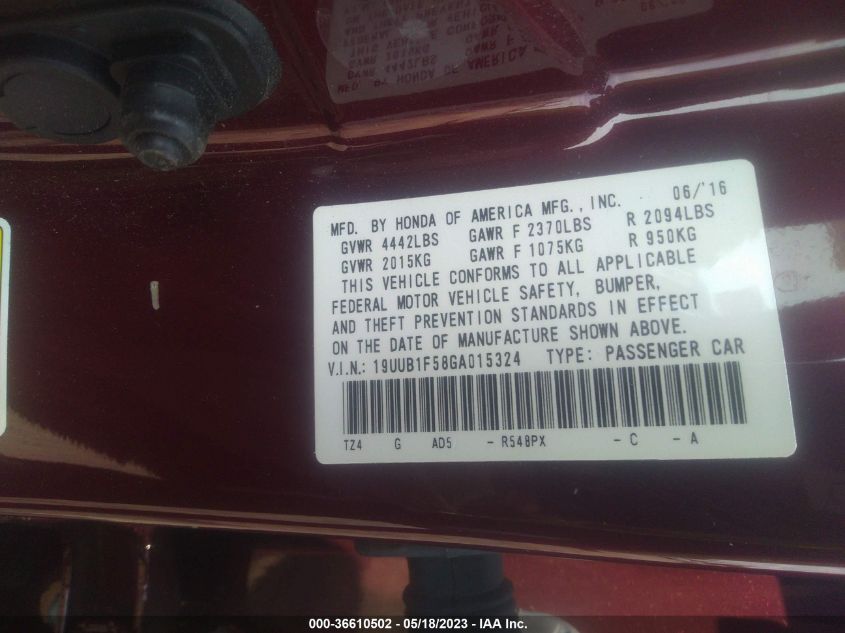 06/'16
MFD. BY HONDA OF AMERICA MFG., INC.
GVWR 4442LBS GAWR F 2370LBS R 2094LBS
GVWR 2015KG GAWR F 1075KG R 950KG
THIS VEHICLE CONFORMS TO ALL APPLICABLE
FEDERAL MOTOR VEHICLE SAFETY, BUMPER,
AND THEFT PREVENTION STANDARDS IN EFFECT
ON THE DATE OF MANUFACTURE SHOWN ABOVE.
V.I.N.: 19UUB1F58GA015324 TYPE: PASSENGER CAR
TZ4 G AD5 - R548PX - C - A
000-36610502 - 05/18/2023 - IAA Inc.